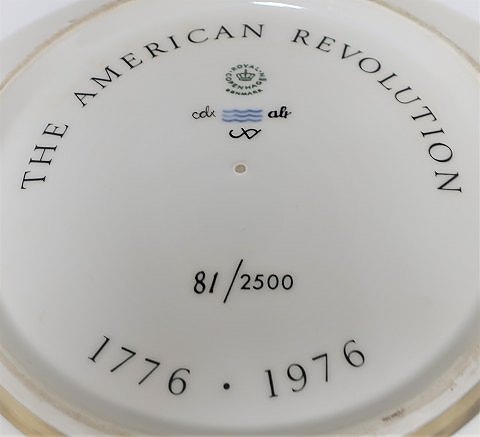 THE AMERICAN REVOLUTION
ROYAL
COPENHAGEN
DENMARK
81/2500
1776 · 1976